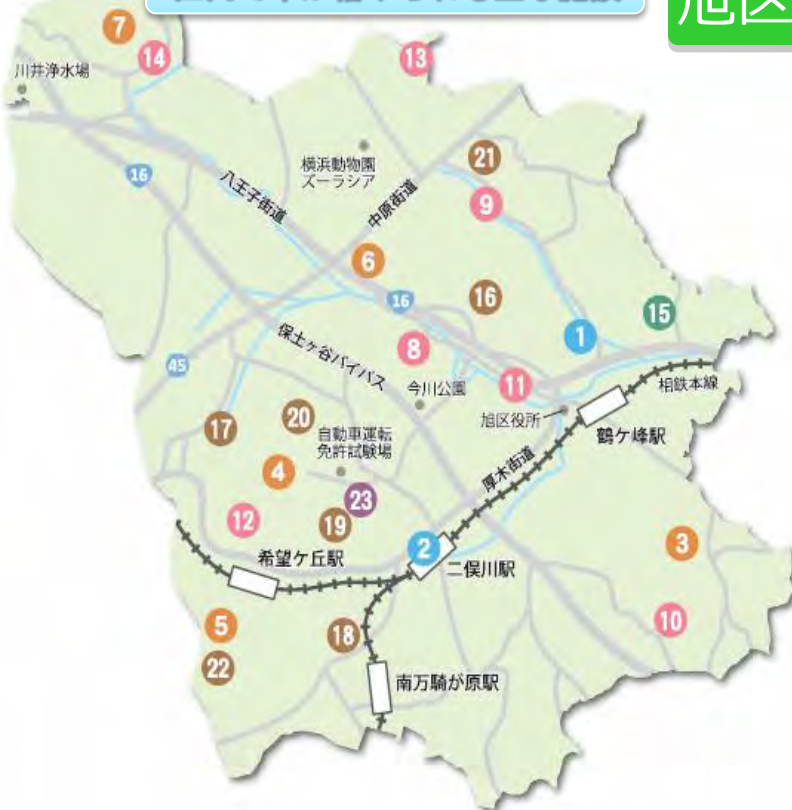 旭区
7
14
13
川井浄水場
横浜動物園
ズーラシア
21
16
八王子街道
中原街道
9
6
16
16
15
1
保土ヶ谷バイパス
8
45
今川公園
11
相鉄本線
旭区役所
鶴ケ峰駅
17
20
自動車運転
免許試験場
4
厚木街道
23
12
19
2
3
希望ケ丘駅
二俣川駅
5
18
10
22
南万騎が原駅